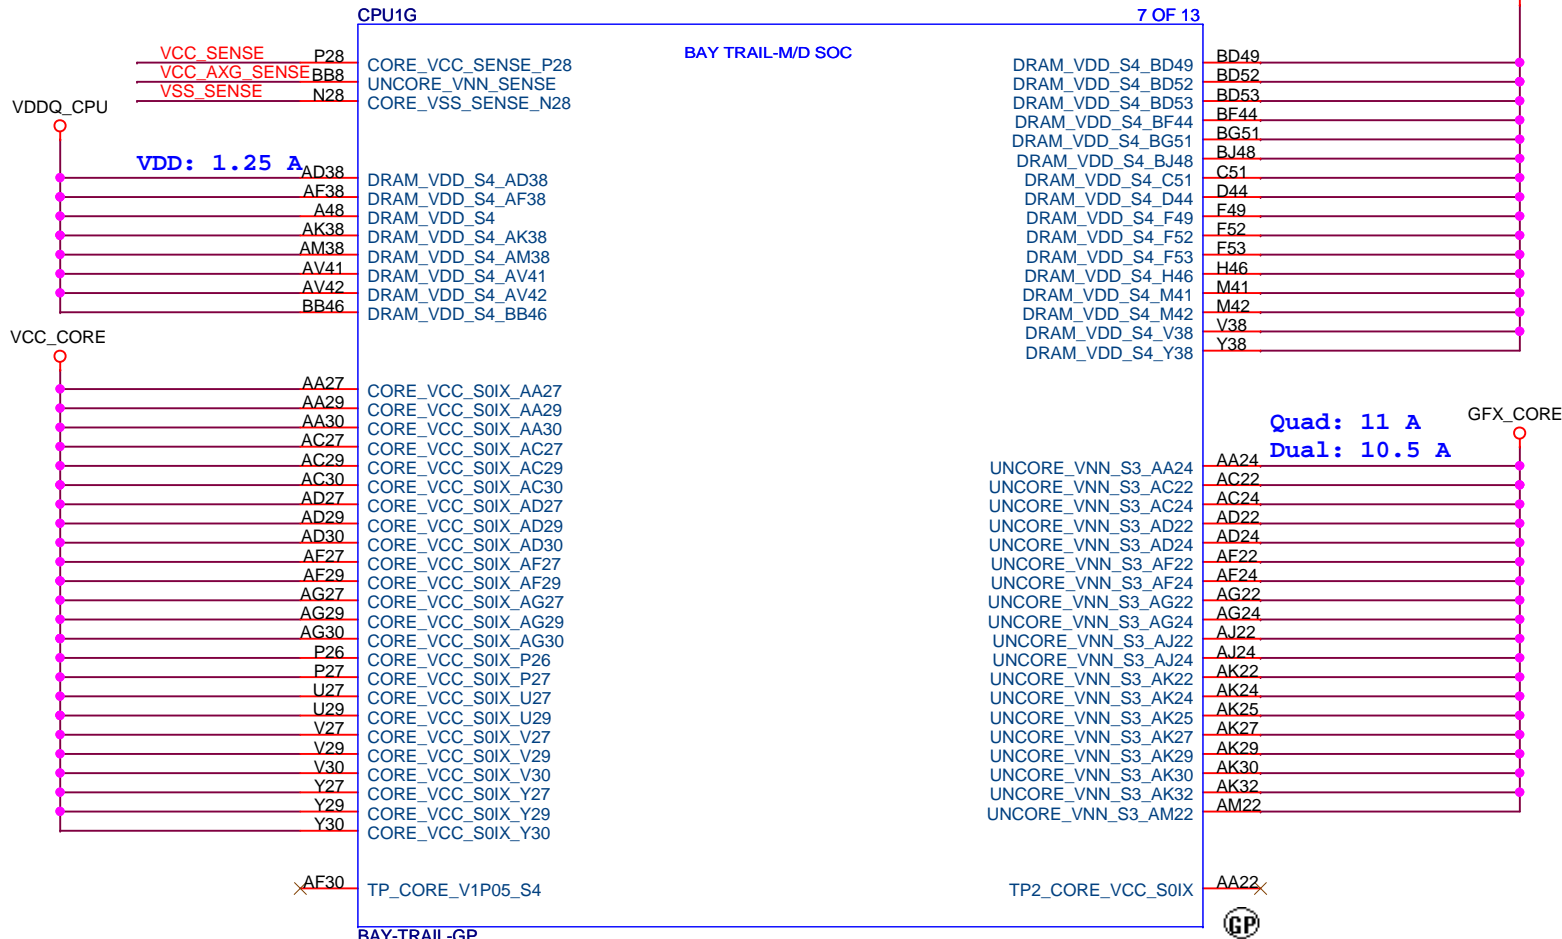 CPU1G
7 OF 13
BAY TRAIL-M/D SOC
VCC_SENSE P28 CORE_VCC_SENSE_P28
VCC_AXG_SENSE BB8 UNCORE_VNN_SENSE
VSS_SENSE N28 CORE_VSS_SENSE_N28
VDDQ_CPU
VDD: 1.25 A
AD38 DRAM_VDD_S4_AD38
AF38 DRAM_VDD_S4_AF38
A48 DRAM_VDD_S4
AK38 DRAM_VDD_S4_AK38
AM38 DRAM_VDD_S4_AM38
AV41 DRAM_VDD_S4_AV41
AV42 DRAM_VDD_S4_AV42
BB46 DRAM_VDD_S4_BB46
VCC_CORE
AA27 CORE_VCC_S0IX_AA27
AA29 CORE_VCC_S0IX_AA29
AA30 CORE_VCC_S0IX_AA30
AC27 CORE_VCC_S0IX_AC27
AC29 CORE_VCC_S0IX_AC29
AC30 CORE_VCC_S0IX_AC30
AD27 CORE_VCC_S0IX_AD27
AD29 CORE_VCC_S0IX_AD29
AD30 CORE_VCC_S0IX_AD30
AF27 CORE_VCC_S0IX_AF27
AF29 CORE_VCC_S0IX_AF29
AG27 CORE_VCC_S0IX_AG27
AG29 CORE_VCC_S0IX_AG29
AG30 CORE_VCC_S0IX_AG30
P26 CORE_VCC_S0IX_P26
P27 CORE_VCC_S0IX_P27
U27 CORE_VCC_S0IX_U27
U29 CORE_VCC_S0IX_U29
V27 CORE_VCC_S0IX_V27
V29 CORE_VCC_S0IX_V29
V30 CORE_VCC_S0IX_V30
Y27 CORE_VCC_S0IX_Y27
Y29 CORE_VCC_S0IX_Y29
Y30 CORE_VCC_S0IX_Y30
AF30 TP_CORE_V1P05_S4
DRAM_VDD_S4_BD49 BD49
DRAM_VDD_S4_BD52 BD52
DRAM_VDD_S4_BD53 BD53
DRAM_VDD_S4_BF44 BF44
DRAM_VDD_S4_BG51 BG51
DRAM_VDD_S4_BJ48 BJ48
DRAM_VDD_S4_C51 C51
DRAM_VDD_S4_D44 D44
DRAM_VDD_S4_F49 F49
DRAM_VDD_S4_F52 F52
DRAM_VDD_S4_F53 F53
DRAM_VDD_S4_H46 H46
DRAM_VDD_S4_M41 M41
DRAM_VDD_S4_M42 M42
DRAM_VDD_S4_V38 V38
DRAM_VDD_S4_Y38 Y38
Quad: 11 A
Dual: 10.5 A
GFX_CORE
UNCORE_VNN_S3_AA24 AA24
UNCORE_VNN_S3_AC22 AC22
UNCORE_VNN_S3_AC24 AC24
UNCORE_VNN_S3_AD22 AD22
UNCORE_VNN_S3_AD24 AD24
UNCORE_VNN_S3_AF22 AF22
UNCORE_VNN_S3_AF24 AF24
UNCORE_VNN_S3_AG22 AG22
UNCORE_VNN_S3_AG24 AG24
UNCORE_VNN_S3_AJ22 AJ22
UNCORE_VNN_S3_AJ24 AJ24
UNCORE_VNN_S3_AK22 AK22
UNCORE_VNN_S3_AK24 AK24
UNCORE_VNN_S3_AK25 AK25
UNCORE_VNN_S3_AK27 AK27
UNCORE_VNN_S3_AK29 AK29
UNCORE_VNN_S3_AK30 AK30
UNCORE_VNN_S3_AK32 AK32
UNCORE_VNN_S3_AM22 AM22
TP2_CORE_VCC_S0IX AA22
GP
BAY-TRAIL-GP